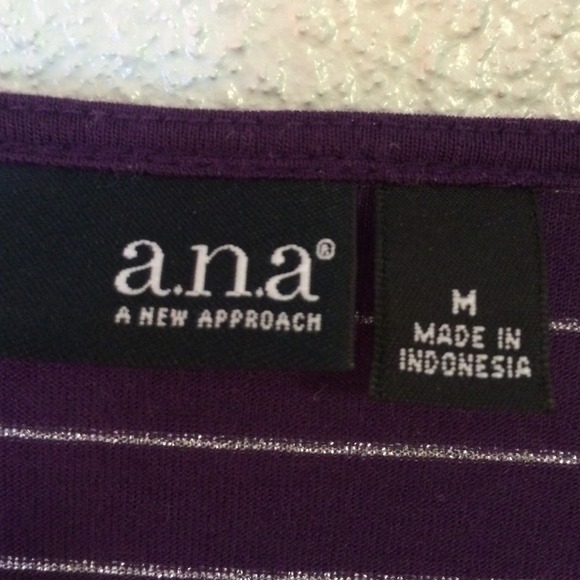 a.n.a®
A NEW APPROACH
M
MADE IN
INDONESIA